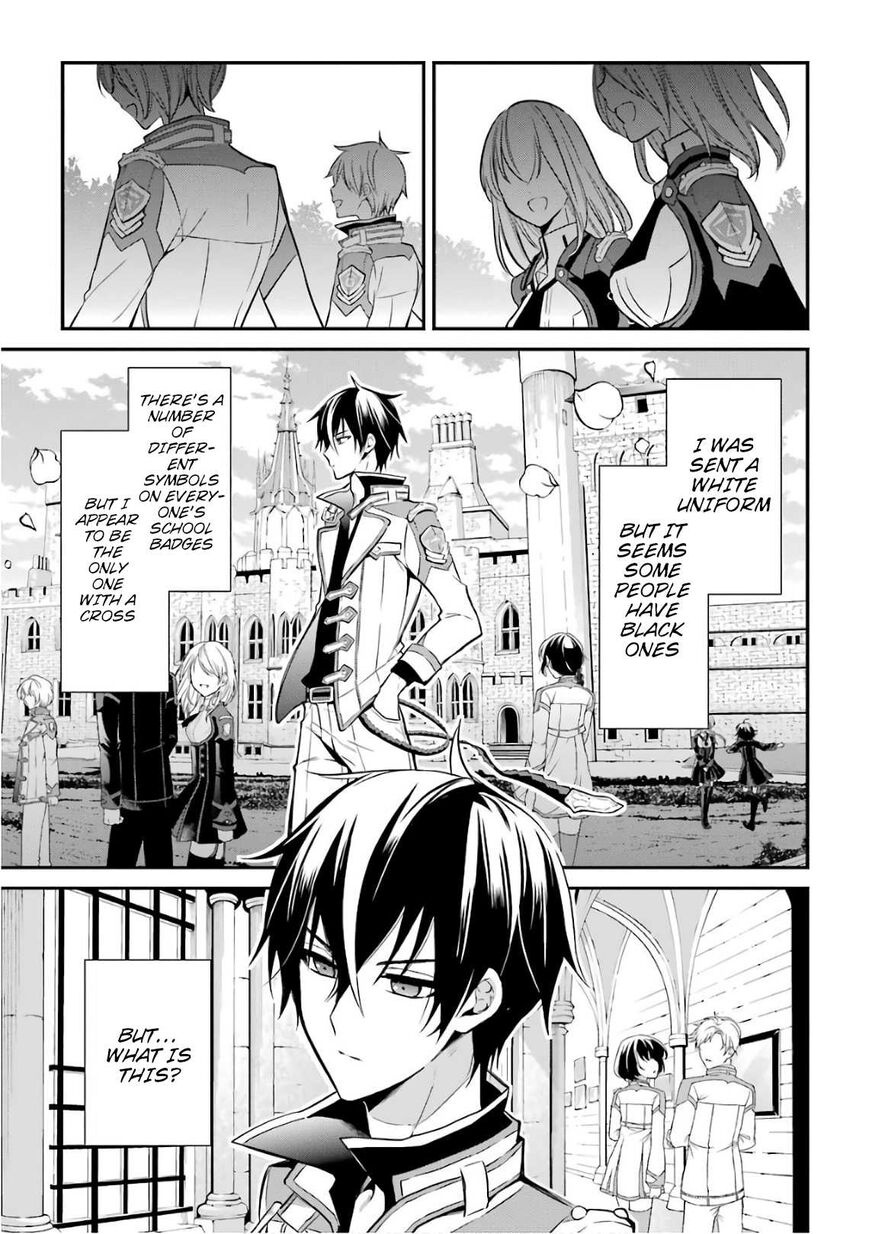 I WAS
SENT A
WHITE
UNIFORM
BUT IT
SEEMS
SOME
PEOPLE
HAVE
BLACK
ONES
THERE'S A
NUMBER
OF
DIFFER-
ENT
SYMBOLS
ON EVERY-
ONE'S
SCHOOL
BADGES
BUT I
APPEAR
TO BE
THE
ONLY
ONE
WITH A
CROSS
BUT...
WHAT IS
THIS?